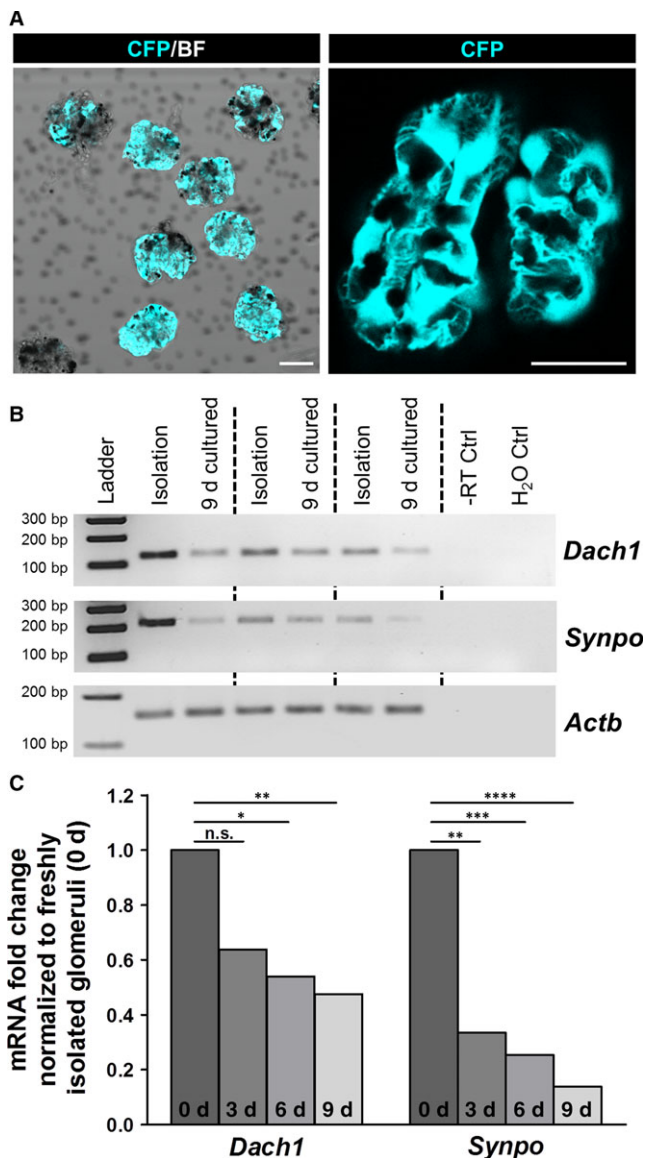 A
CFP/BF
CFP
B
Ladder
Isolation
9 d cultured
Isolation
9 d cultured
Isolation
9 d cultured
-RT Ctrl
H₂O Ctrl
300 bp
200 bp
100 bp
Dach1
300 bp
200 bp
100 bp
Synpo
200 bp
100 bp
Actb
C
mRNA fold change
normalized to freshly
isolated glomeruli (0 d)
1.2
1.0
0.8
0.6
0.4
0.2
0.0
**
*
n.s.
****
***
**
0 d 3 d 6 d 9 d
0 d 3 d 6 d 9 d
Dach1
Synpo